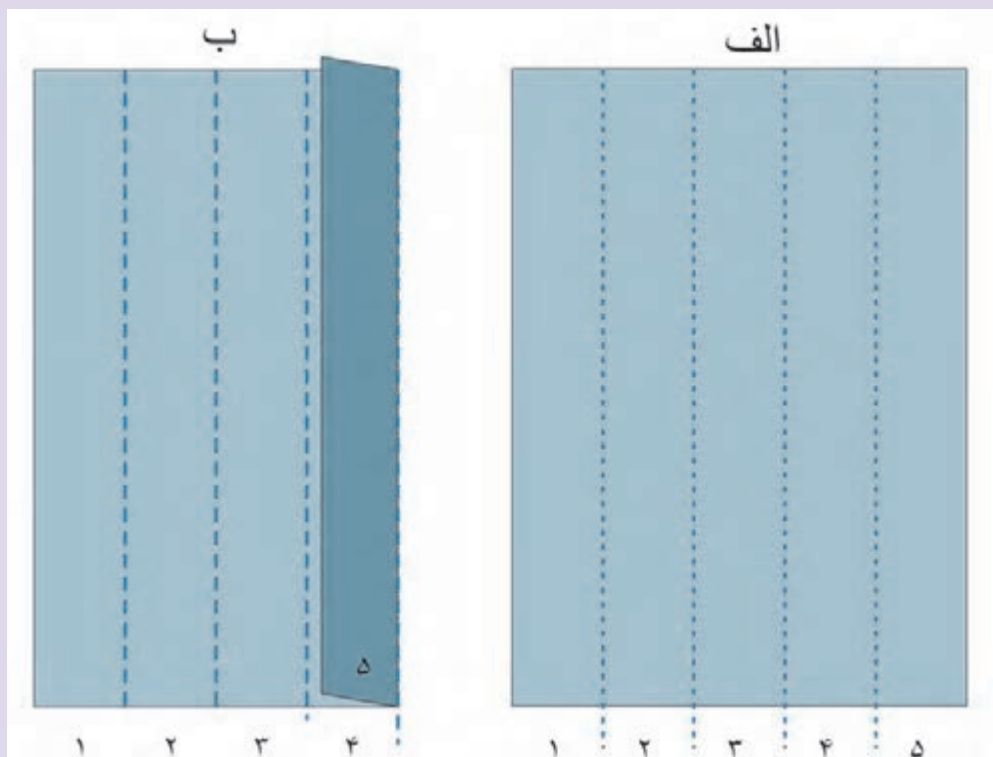 الف
ب
۱ ۲ ۳ ۴ ۵
۵
۱ ۲ ۳ ۴